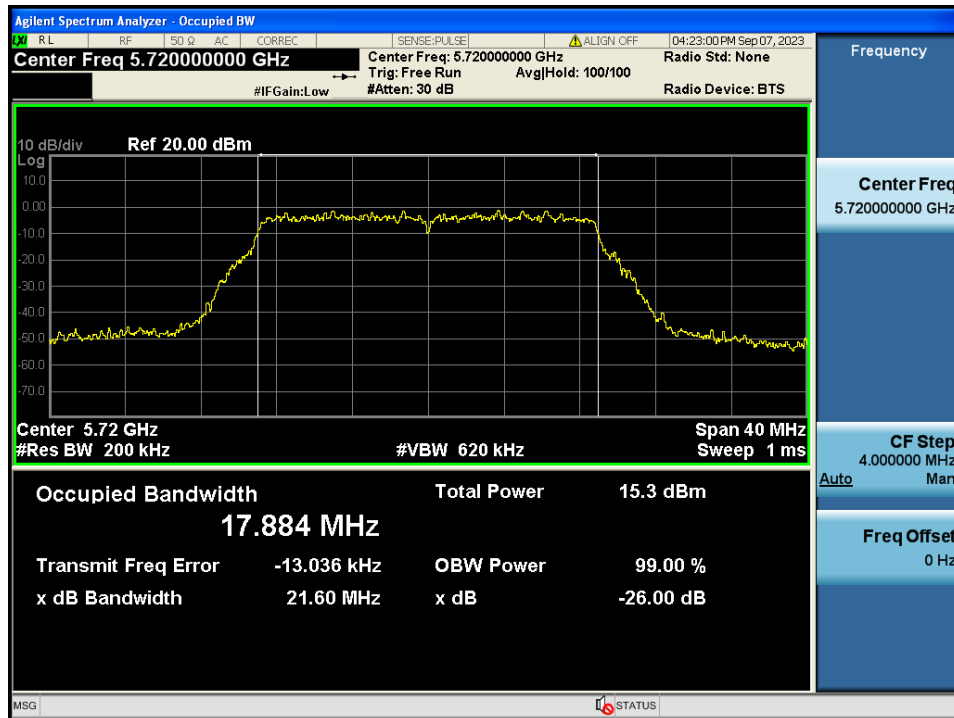 Agilent Spectrum Analyzer - Occupied BW
LXI RL RF 50 Ω AC CORREC SENSE:PULSE ALIGN OFF 04:23:00 PM Sep 07, 2023
Center Freq 5.720000000 GHz
Center Freq: 5.720000000 GHz
Radio Std: None
Trig: Free Run Avg|Hold: 100/100
#IFGain:Low
#Atten: 30 dB
Radio Device: BTS
10 dB/div Ref 20.00 dBm
Log
10.0
0.00
-10.0
-20.0
-30.0
-40.0
-50.0
-60.0
-70.0
Center 5.72 GHz Span 40 MHz
#Res BW 200 kHz #VBW 620 kHz Sweep 1 ms
Occupied Bandwidth Total Power 15.3 dBm
17.884 MHz
Transmit Freq Error -13.036 kHz OBW Power 99.00 %
x dB Bandwidth 21.60 MHz x dB -26.00 dB
Frequency
Center Freq
5.720000000 GHz
CF Step
4.000000 MHz
Auto Man
Freq Offset
0 Hz
MSG STATUS